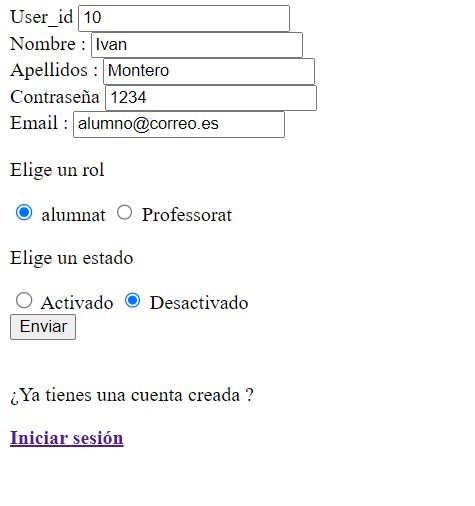 User_id 10
Nombre : Ivan
Apellidos : Montero
Contraseña 1234
Email : alumno@correo.es
Elige un rol
alumnat Professorat
Elige un estado
Activado Desactivado
Enviar
¿Ya tienes una cuenta creada ?
Iniciar sesión